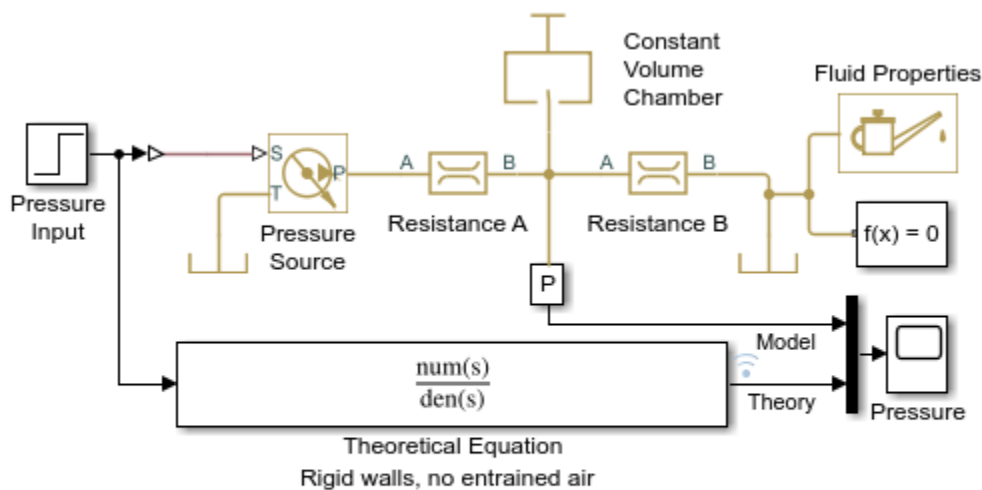 Constant
Volume
Chamber
Fluid Properties
S
P
T
A
B
A
B
Pressure
Input
Pressure
Source
Resistance A
Resistance B
f(x) = 0
P
Model
num(s)
den(s)
Theory
Pressure
Theoretical Equation
Rigid walls, no entrained air